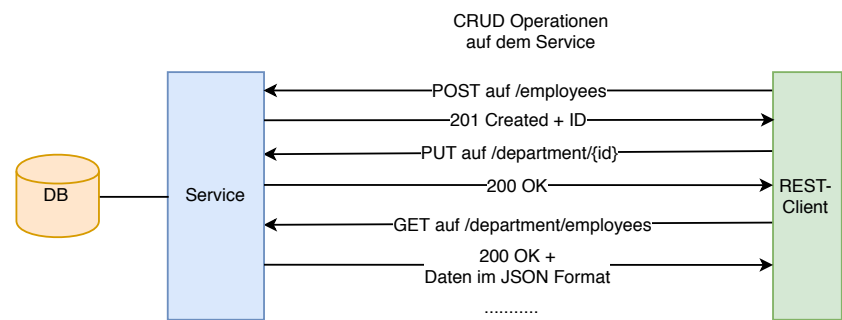 CRUD Operationen
auf dem Service
POST auf /employees
201 Created + ID
PUT auf /department/{id}
DB
Service
200 OK
REST-
Client
GET auf /department/employees
200 OK +
Daten im JSON Format
...........